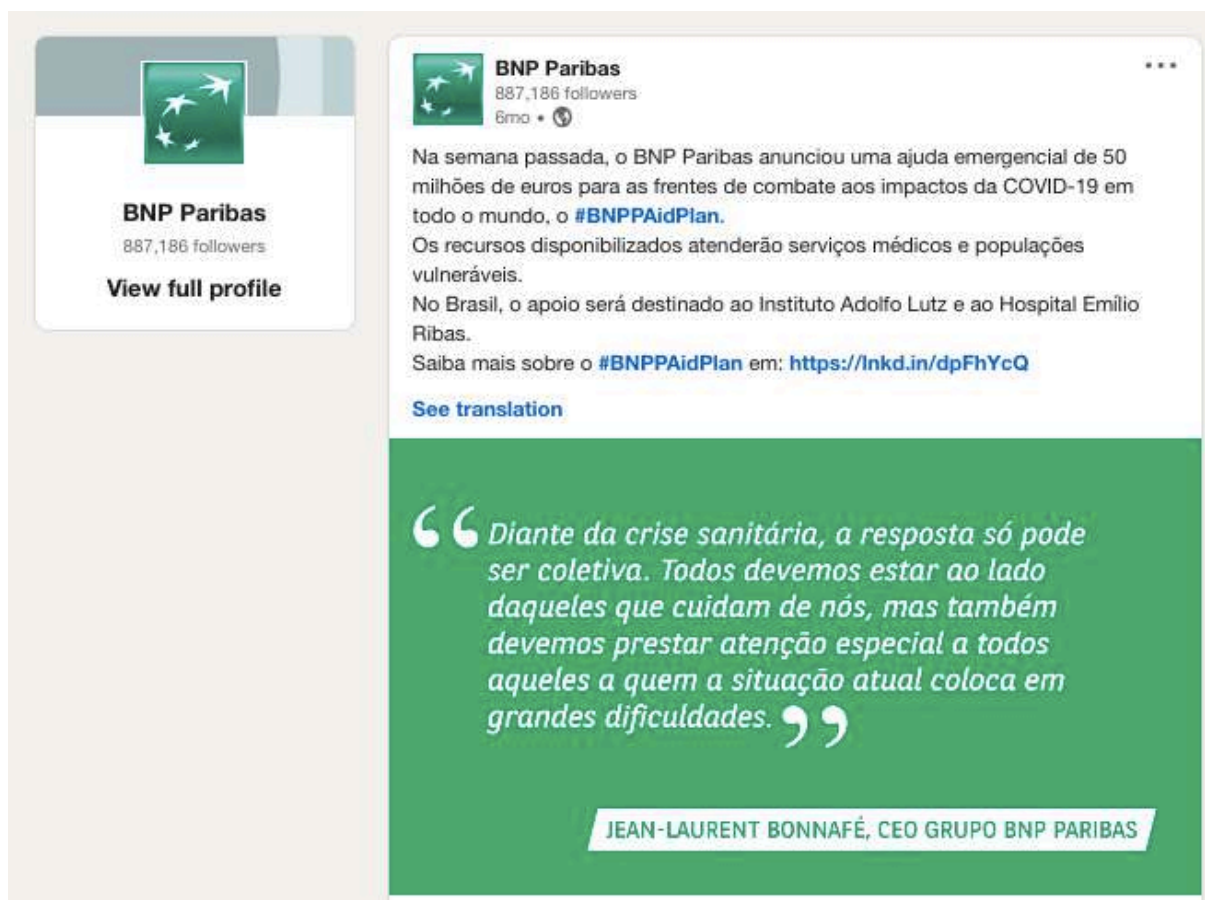 BNP Paribas
887,186 followers
View full profile
BNP Paribas
887,186 followers
6mo •
Na semana passada, o BNP Paribas anunciou uma ajuda emergencial de 50
milhões de euros para as frentes de combate aos impactos da COVID-19 em
todo o mundo, o #BNPPAidPlan.
Os recursos disponibilizados atenderão serviços médicos e populações
vulneráveis.
No Brasil, o apoio será destinado ao Instituto Adolfo Lutz e ao Hospital Emílio
Ribas.
Saiba mais sobre o #BNPPAidPlan em: https://lnkd.in/dpFhYcQ
See translation
“Diante da crise sanitária, a resposta só pode
ser coletiva. Todos devemos estar ao lado
daqueles que cuidam de nós, mas também
devemos prestar atenção especial a todos
aqueles a quem a situação atual coloca em
grandes dificuldades.”
JEAN-LAURENT BONNAFÉ, CEO GRUPO BNP PARIBAS